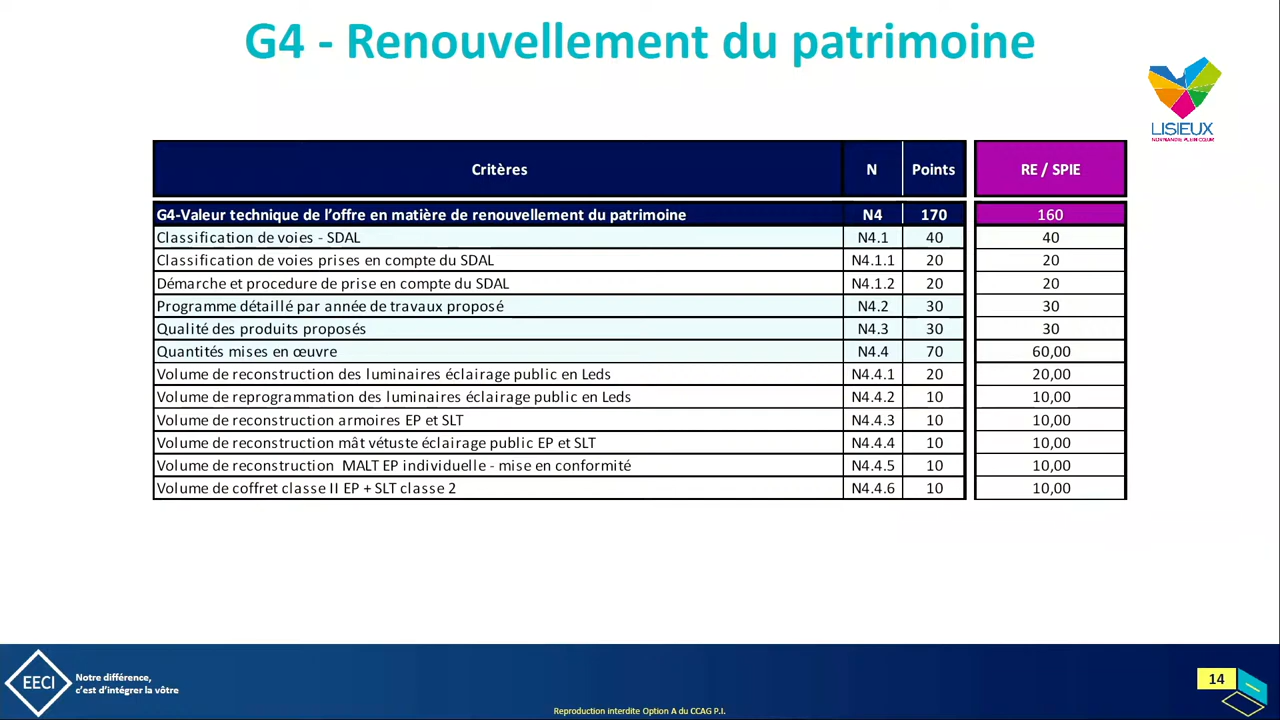 G4 - Renouvellement du patrimoine
LISIEUX
NORMANDIE PLEIN CŒUR
Critères N Points RE / SPIE
G4-Valeur technique de l’offre en matière de renouvellement du patrimoine N4 170 160
Classification de voies - SDAL N4.1 40 40
Classification de voies prises en compte du SDAL N4.1.1 20 20
Démarche et procedure de prise en compte du SDAL N4.1.2 20 20
Programme détaillé par année de travaux proposé N4.2 30 30
Qualité des produits proposés N4.3 30 30
Quantités mises en œuvre N4.4 70 60,00
Volume de reconstruction des luminaires éclairage public en Leds N4.4.1 20 20,00
Volume de reprogrammation des luminaires éclairage public en Leds N4.4.2 10 10,00
Volume de reconstruction armoires EP et SLT N4.4.3 10 10,00
Volume de reconstruction mât vétuste éclairage public EP et SLT N4.4.4 10 10,00
Volume de reconstruction MALT EP individuelle - mise en conformité N4.4.5 10 10,00
Volume de coffret classe II EP + SLT classe 2 N4.4.6 10 10,00
EECI
Notre différence,
c’est d’intégrer la vôtre
14
Reproduction interdite Option A du CCAG P.I.